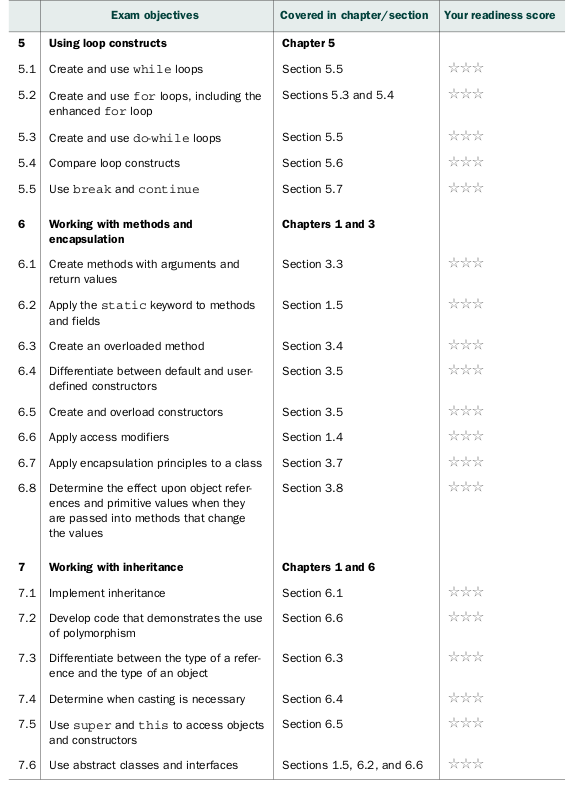 Exam objectives Covered in chapter/section Your readiness score
5 Using loop constructs Chapter 5
5.1 Create and use while loops Section 5.5 ☆☆☆
5.2 Create and use for loops, including the Sections 5.3 and 5.4 ☆☆☆
enhanced for loop
5.3 Create and use do-while loops Section 5.5 ☆☆☆
5.4 Compare loop constructs Section 5.6 ☆☆☆
5.5 Use break and continue Section 5.7 ☆☆☆
6 Working with methods and Chapters 1 and 3
encapsulation
6.1 Create methods with arguments and Section 3.3 ☆☆☆
return values
6.2 Apply the static keyword to methods Section 1.5 ☆☆☆
and fields
6.3 Create an overloaded method Section 3.4 ☆☆☆
6.4 Differentiate between default and user- Section 3.5 ☆☆☆
defined constructors
6.5 Create and overload constructors Section 3.5 ☆☆☆
6.6 Apply access modifiers Section 1.4 ☆☆☆
6.7 Apply encapsulation principles to a class Section 3.7 ☆☆☆
6.8 Determine the effect upon object refer- Section 3.8 ☆☆☆
ences and primitive values when they
are passed into methods that change
the values
7 Working with inheritance Chapters 1 and 6
7.1 Implement inheritance Section 6.1 ☆☆☆
7.2 Develop code that demonstrates the use Section 6.6 ☆☆☆
of polymorphism
7.3 Differentiate between the type of a refer- Section 6.3 ☆☆☆
ence and the type of an object
7.4 Determine when casting is necessary Section 6.4 ☆☆☆
7.5 Use super and this to access objects Section 6.5 ☆☆☆
and constructors
7.6 Use abstract classes and interfaces Sections 1.5, 6.2, and 6.6 ☆☆☆